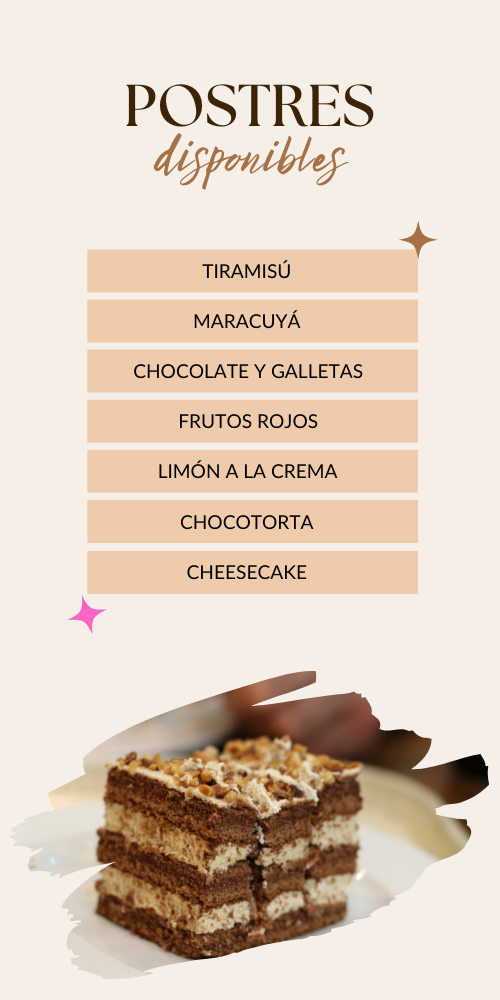 POSTRES
disponibles
TIRAMISÚ
MARACUYÁ
CHOCOLATE Y GALLETAS
FRUTOS ROJOS
LIMÓN A LA CREMA
CHOCOTORTA
CHEESECAKE